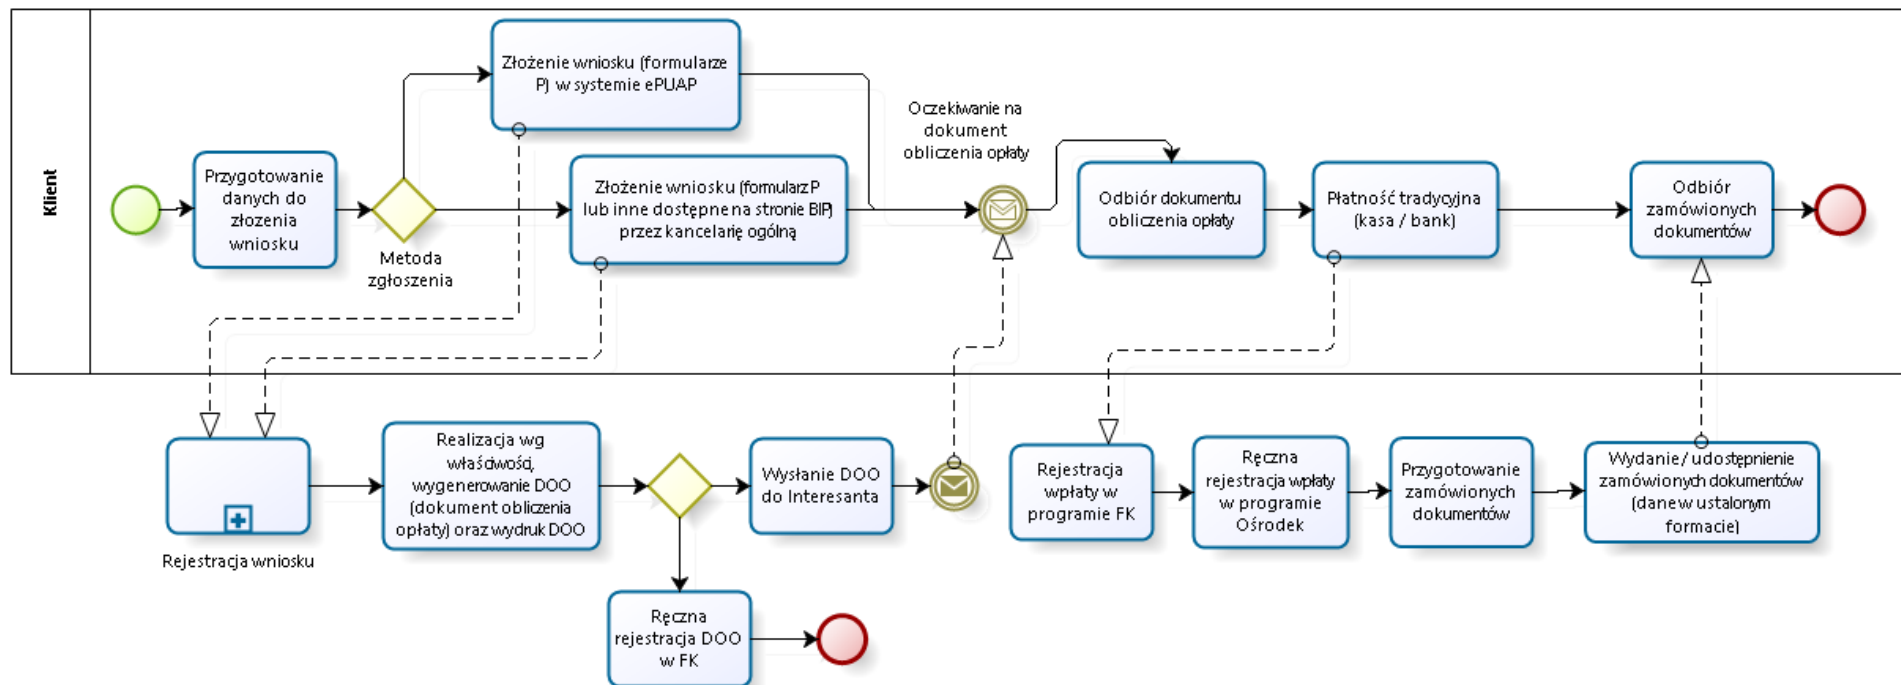 Klient
Przygotowanie
danych do
złozenia
wniosku
Metoda
zgłoszenia
Złożenie wniosku (formularze
P) w systemie ePUAP
Złożenie wniosku (formularz P
lub inne dostępne na stronie BIP)
przez kancelarię ogólną
Oczekiwanie na
dokument
obliczenia opłaty
Odbiór dokumentu
obliczenia opłaty
Płatność tradycyjna
(kasa / bank)
Odbiór
zamówionych
dokumentów
Rejestracja wniosku
Realizacja wg
właściwości,
wygenerowanie DOO
(dokument obliczenia
opłaty) oraz wydruk DOO
Wysłanie DOO
do Interesanta
Ręczna
rejestracja DOO
w FK
Rejestracja
wpłaty w
programie FK
Ręczna
rejestracja wpłaty
w programie
Ośrodek
Przygotowanie
zamówionych
dokumentów
Wydanie / udostępnienie
zamówionych dokumentów
(dane w ustalonym
formacie)